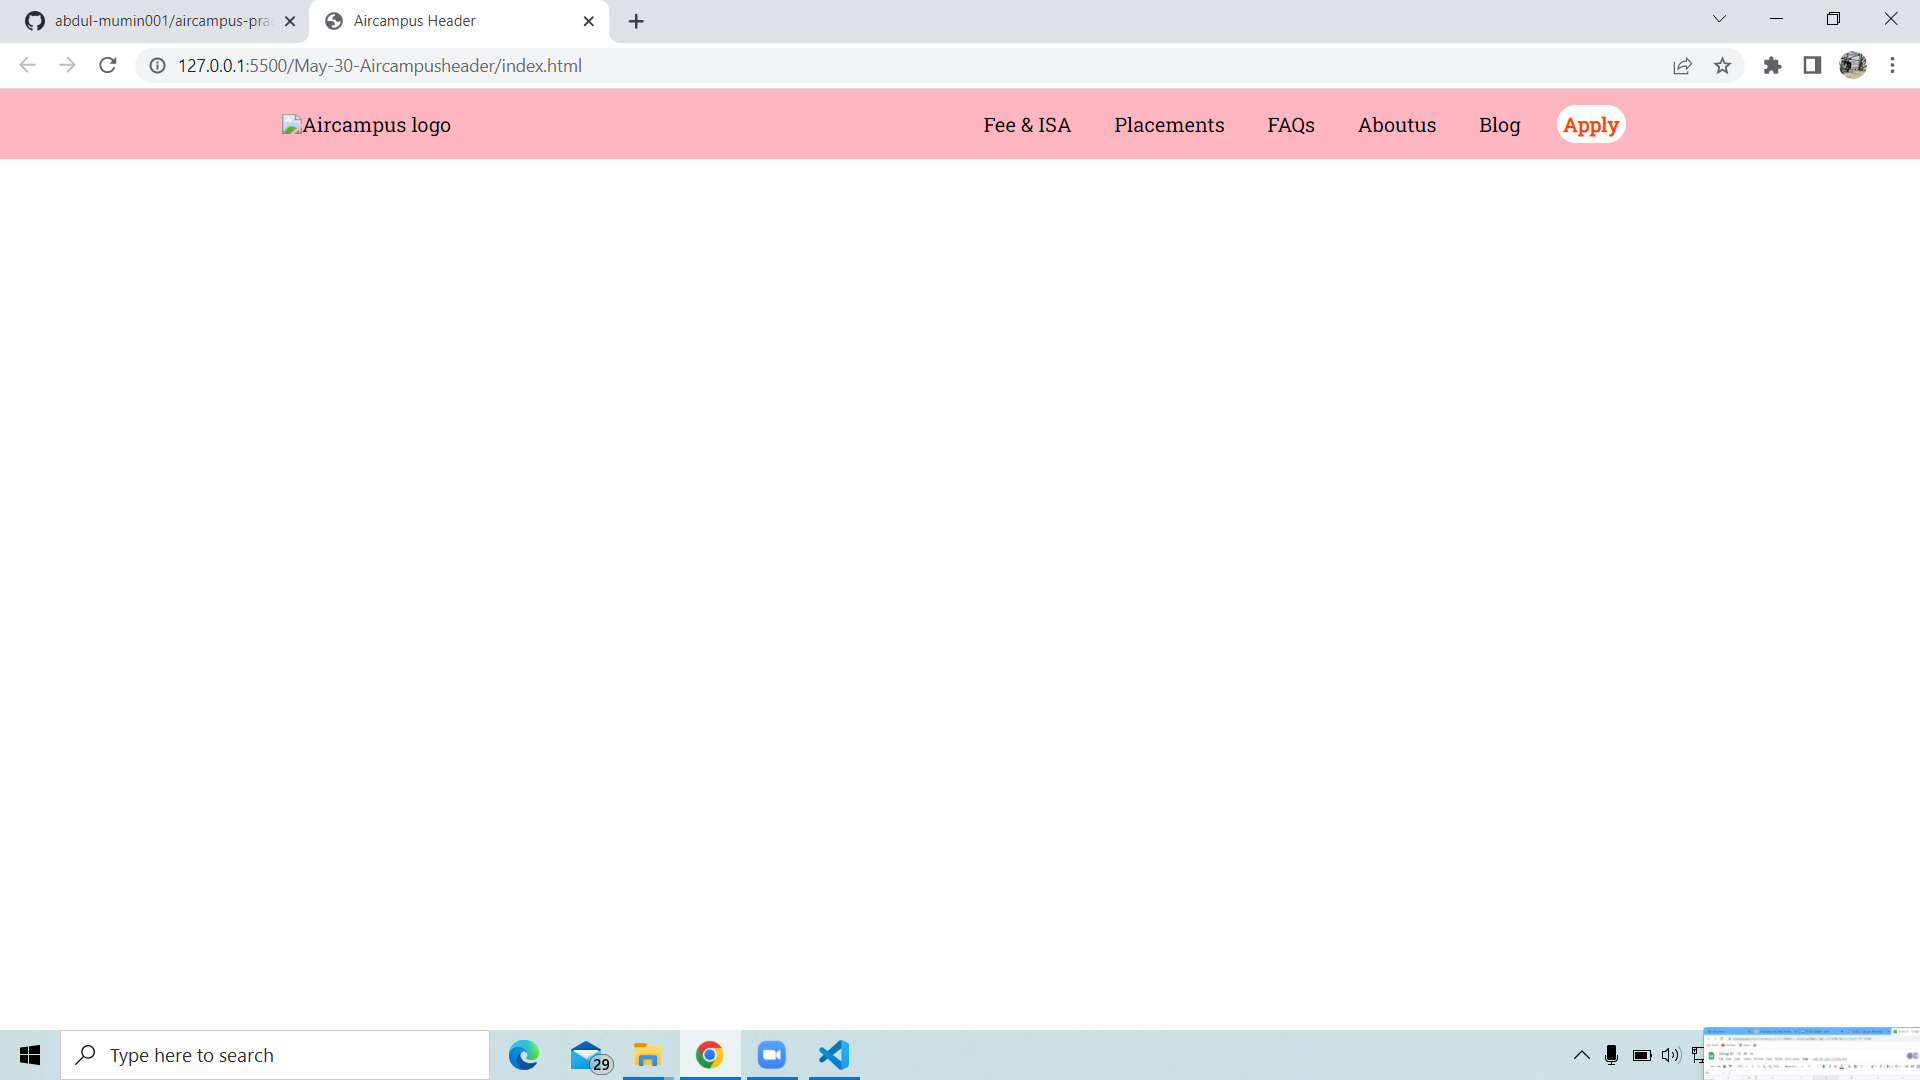 abdul-mumin001/aircampus-pra
Aircampus Header
127.0.0.1:5500/May-30-Aircampusheader/index.html
Aircampus logo
Fee & ISA
Placements
FAQs
Aboutus
Blog
Apply
Type here to search
29